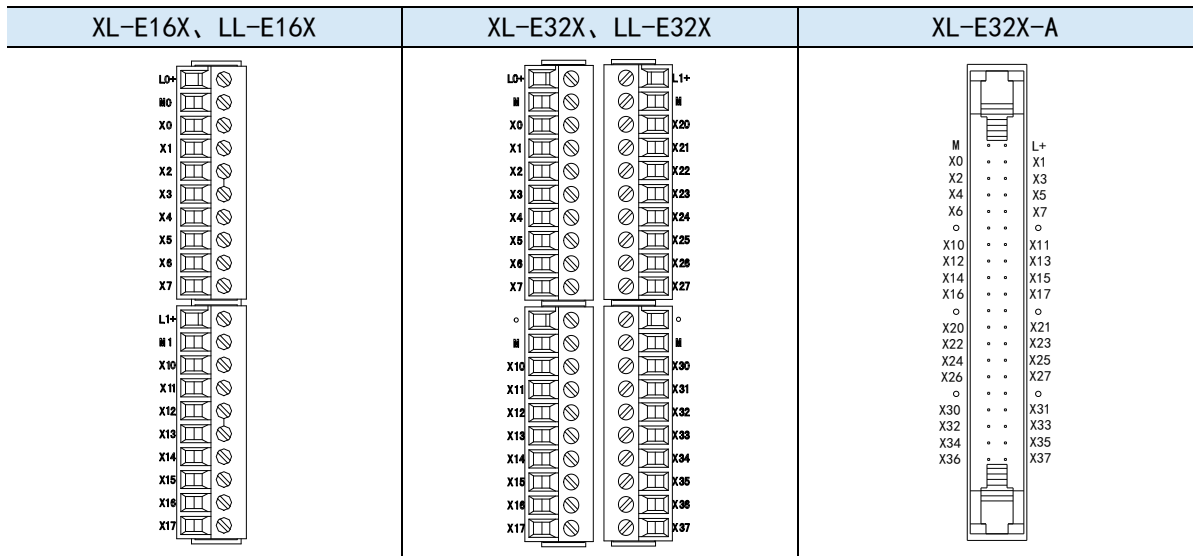 XL-E16X、LL-E16X
XL-E32X、LL-E32X
XL-E32X-A
L0+
M0
X0
X1
X2
X3
X4
X5
X6
X7
L1+
M1
X10
X11
X12
X13
X14
X15
X16
X17
L0+ L1+
M M
X0 X20
X1 X21
X2 X22
X3 X23
X4 X24
X5 X25
X6 X26
X7 X27
○ ○
M M
X10 X30
X11 X31
X12 X32
X13 X33
X14 X34
X15 X35
X16 X36
X17 X37
M L+
X0 X1
X2 X3
X4 X5
X6 X7
○ ○
X10 X11
X12 X13
X14 X15
X16 X17
○ ○
X20 X21
X22 X23
X24 X25
X26 X27
○ ○
X30 X31
X32 X33
X34 X35
X36 X37